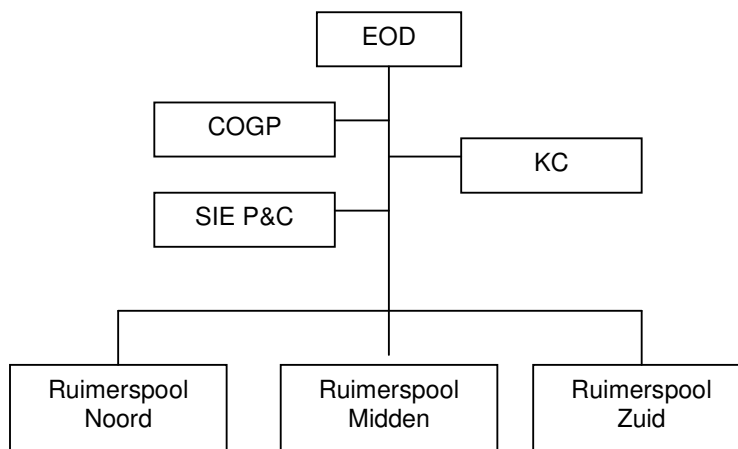 EOD
COGP
KC
SIE P&C
Ruimerspool
Noord
Ruimerspool
Midden
Ruimerspool
Zuid